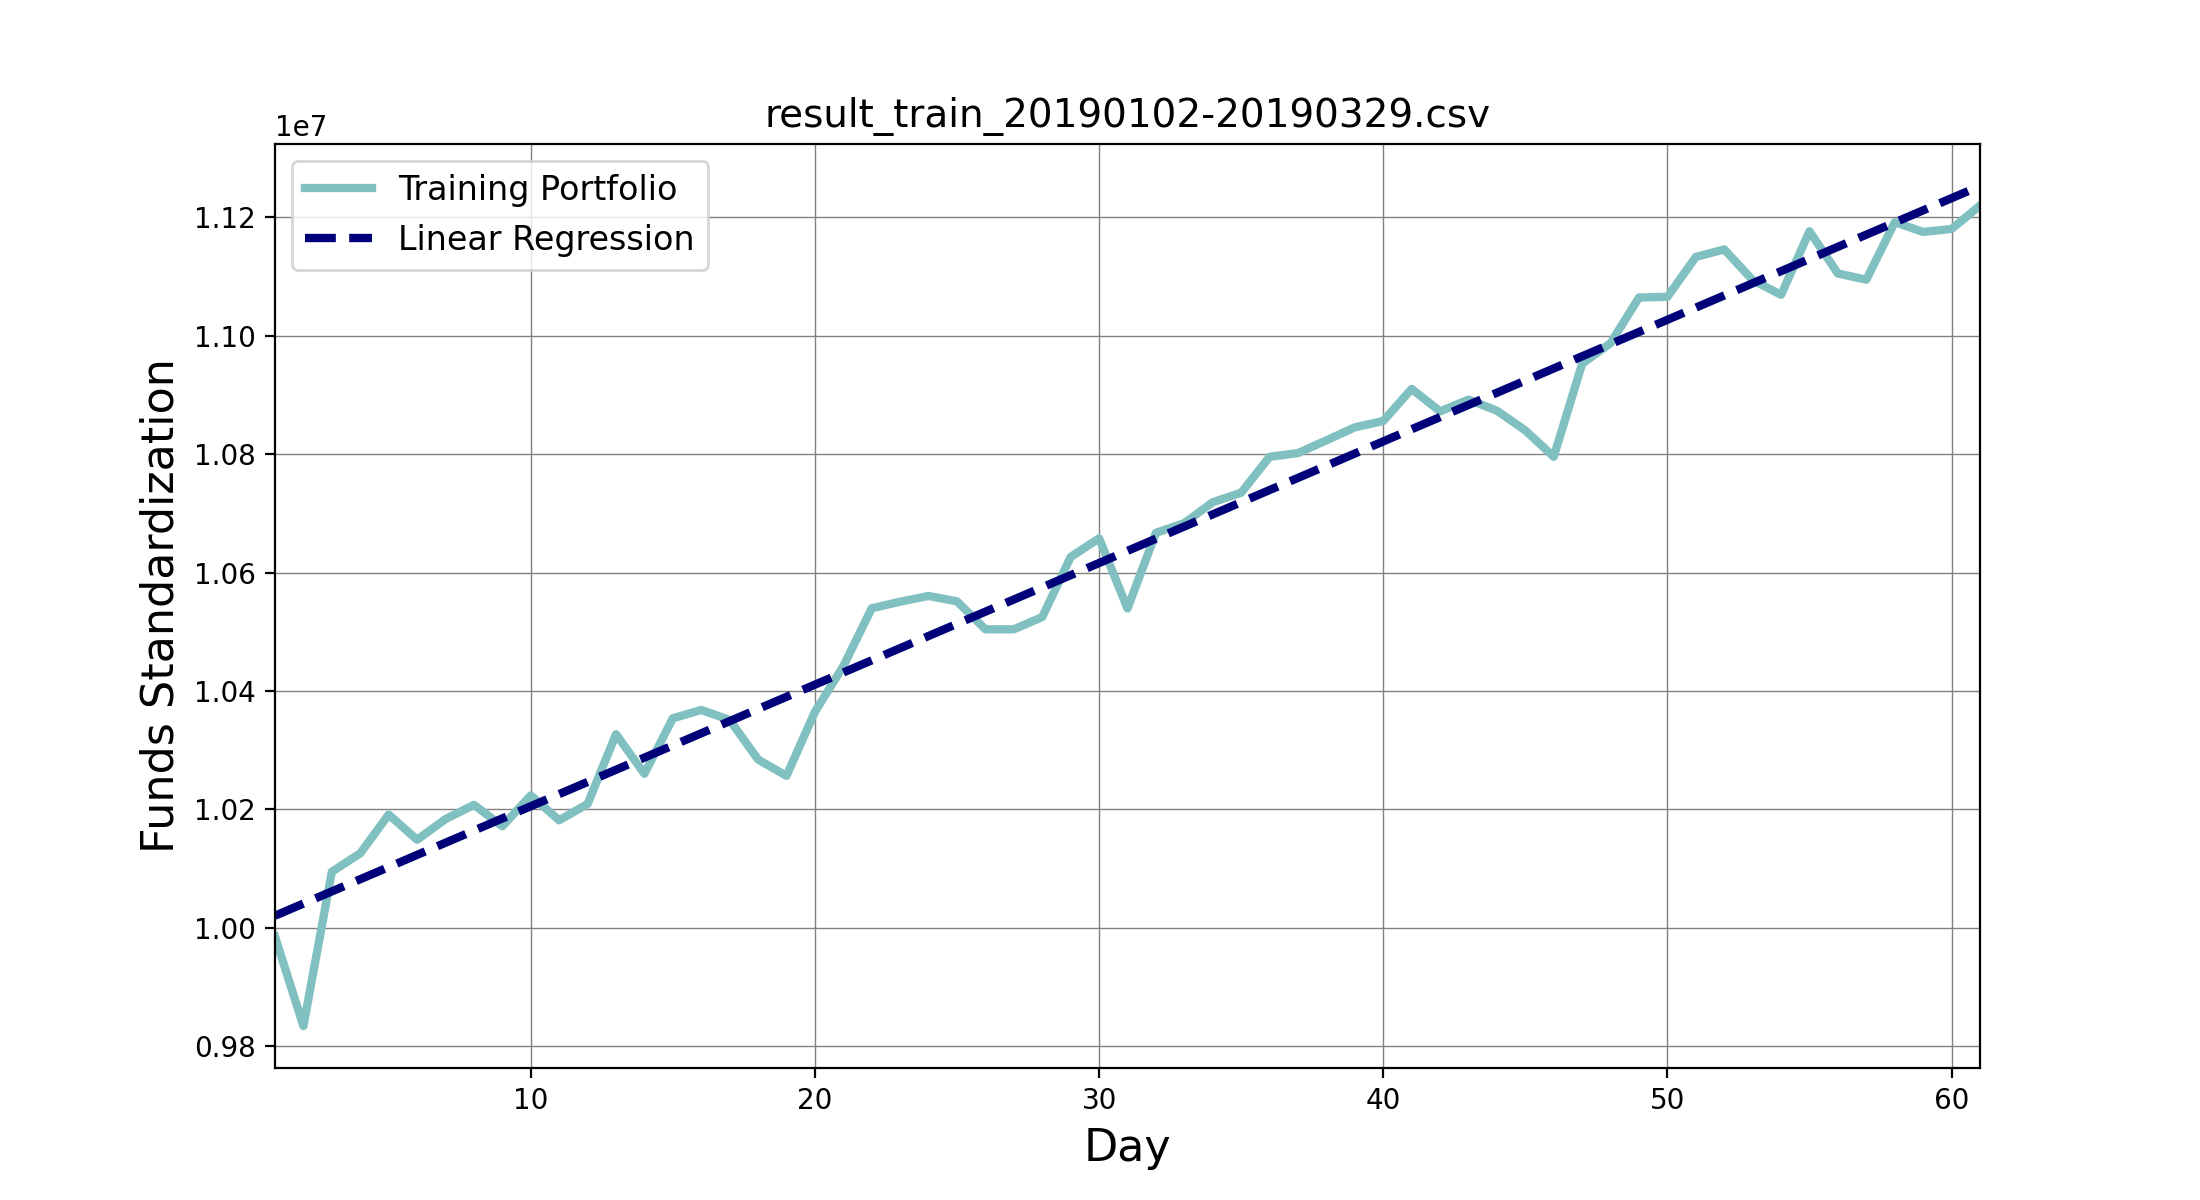 result_train_20190102-20190329.csv
1e7
Training Portfolio
Linear Regression
1.12
1.10
1.08
1.06
1.04
1.02
1.00
0.98
Funds Standardization
10 20 30 40 50 60
Day